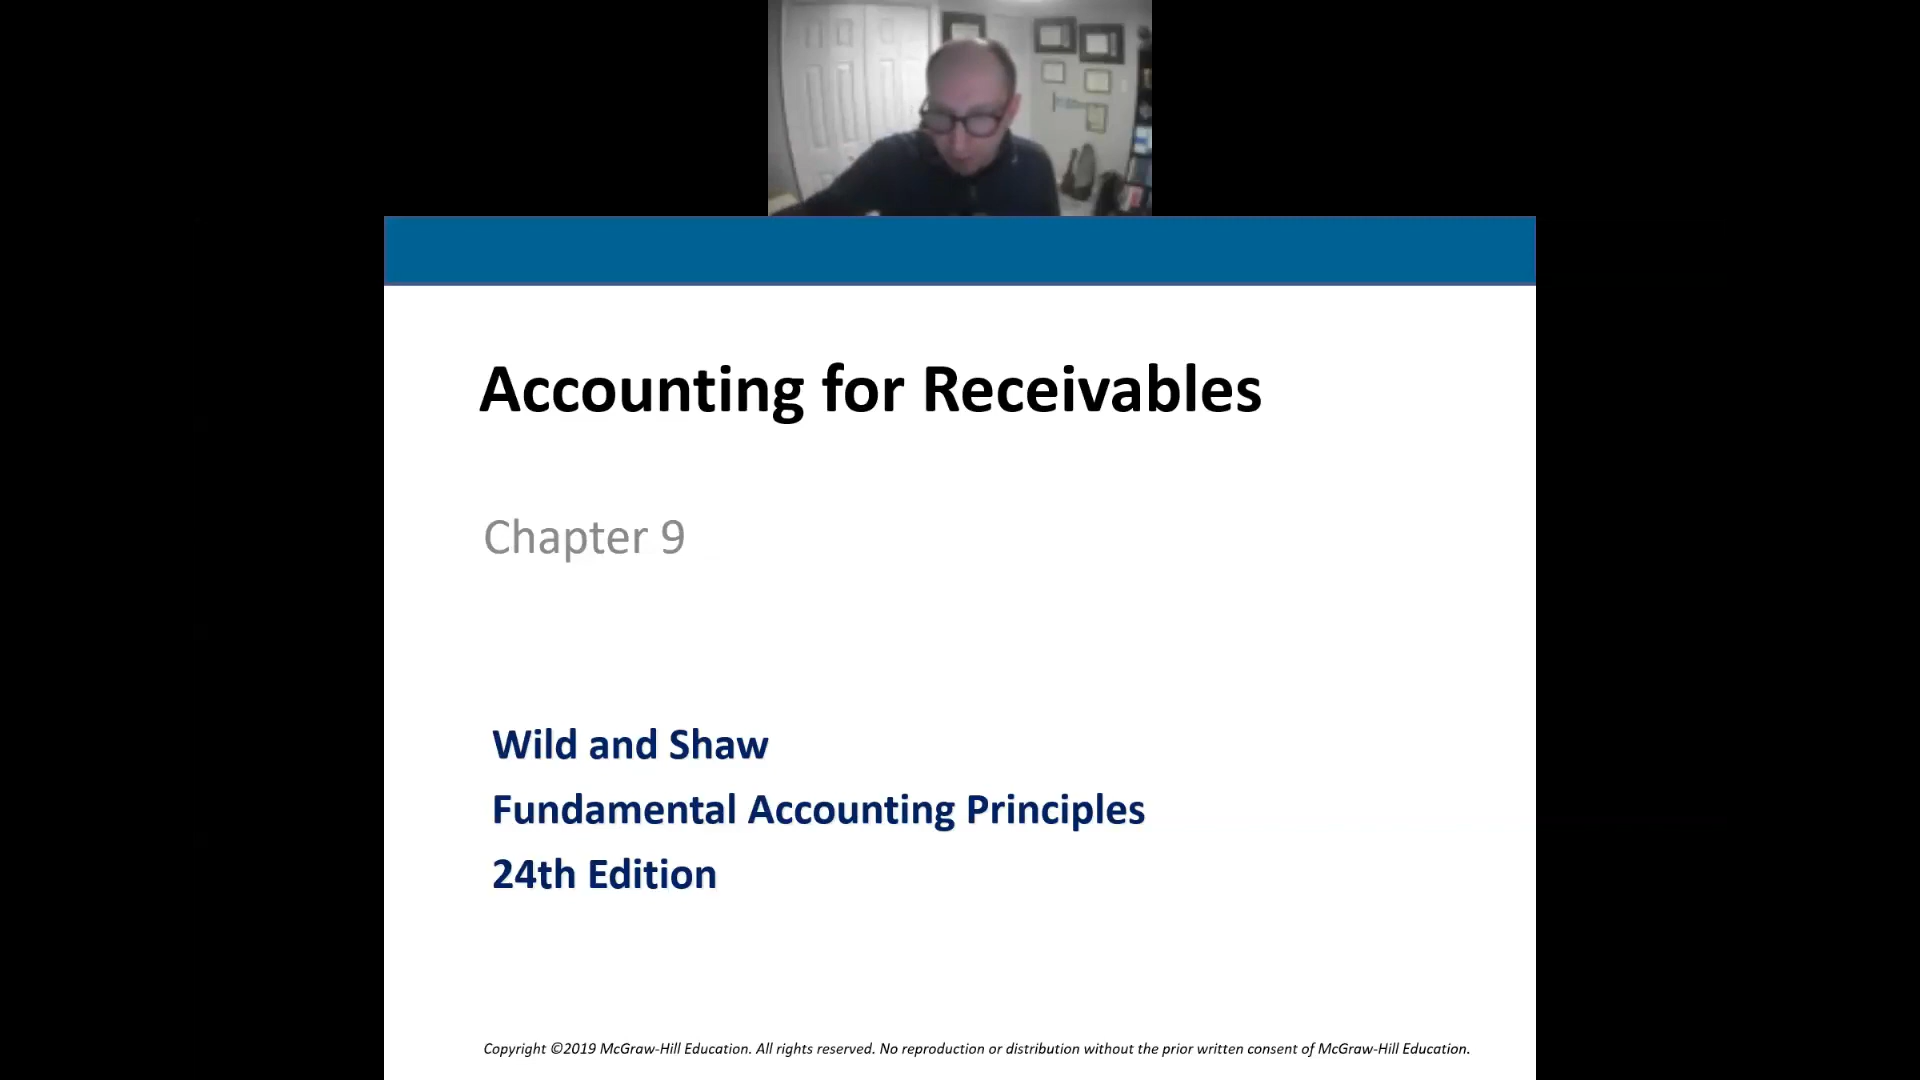 Accounting for Receivables
Chapter 9
Wild and Shaw
Fundamental Accounting Principles
24th Edition
Copyright ©2019 McGraw-Hill Education. All rights reserved. No reproduction or distribution without the prior written consent of McGraw-Hill Education.